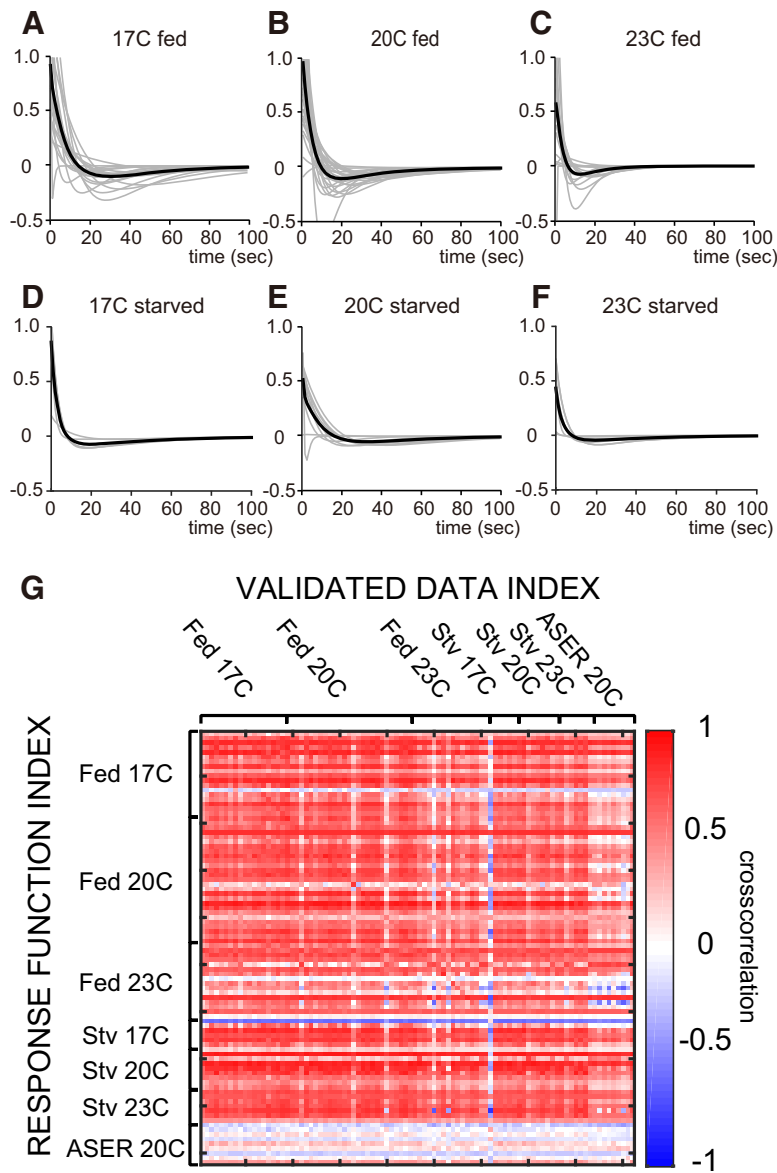 A
17C fed
1.0
0.5
0
-0.5
0 20 40 60 80 100
time (sec)
B
20C fed
1.0
0.5
0
-0.5
0 20 40 60 80 100
time (sec)
C
23C fed
1.0
0.5
0
-0.5
0 20 40 60 80 100
time (sec)
D
17C starved
1.0
0.5
0
-0.5
0 20 40 60 80 100
time (sec)
E
20C starved
1.0
0.5
0
-0.5
0 20 40 60 80 100
time (sec)
F
23C starved
1.0
0.5
0
-0.5
0 20 40 60 80 100
time (sec)
G
VALIDATED DATA INDEX
Fed 17C
Fed 20C
Fed 23C
Stv 17C
Stv 20C
Stv 23C
ASER 20C
RESPONSE FUNCTION INDEX
Fed 17C
Fed 20C
Fed 23C
Stv 17C
Stv 20C
Stv 23C
ASER 20C
1
0.5
0
-0.5
-1
crosscorrelation